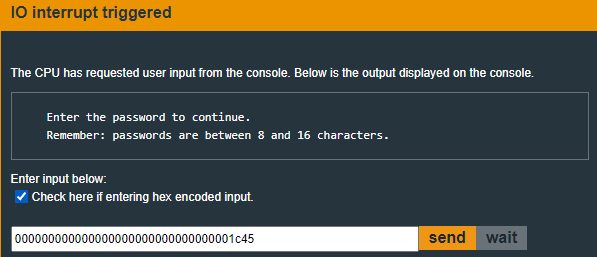 IO interrupt triggered
The CPU has requested user input from the console. Below is the output displayed on the console.
Enter the password to continue.
Remember: passwords are between 8 and 16 characters.
Enter input below:
Check here if entering hex encoded input.
000000000000000000000000000000001c45 send wait